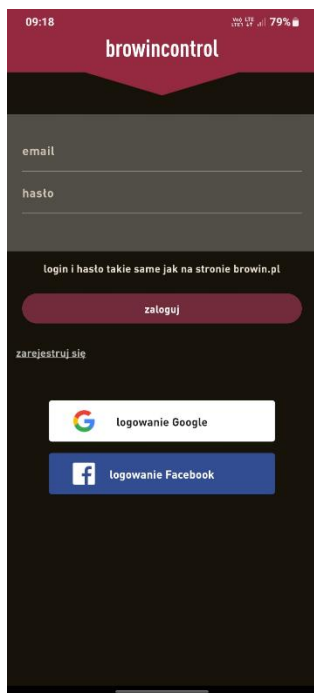 09:18
79%
browincontrol
email
hasło
login i hasło takie same jak na stronie browin.pl
zaloguj
zarejestruj się
logowanie Google
logowanie Facebook